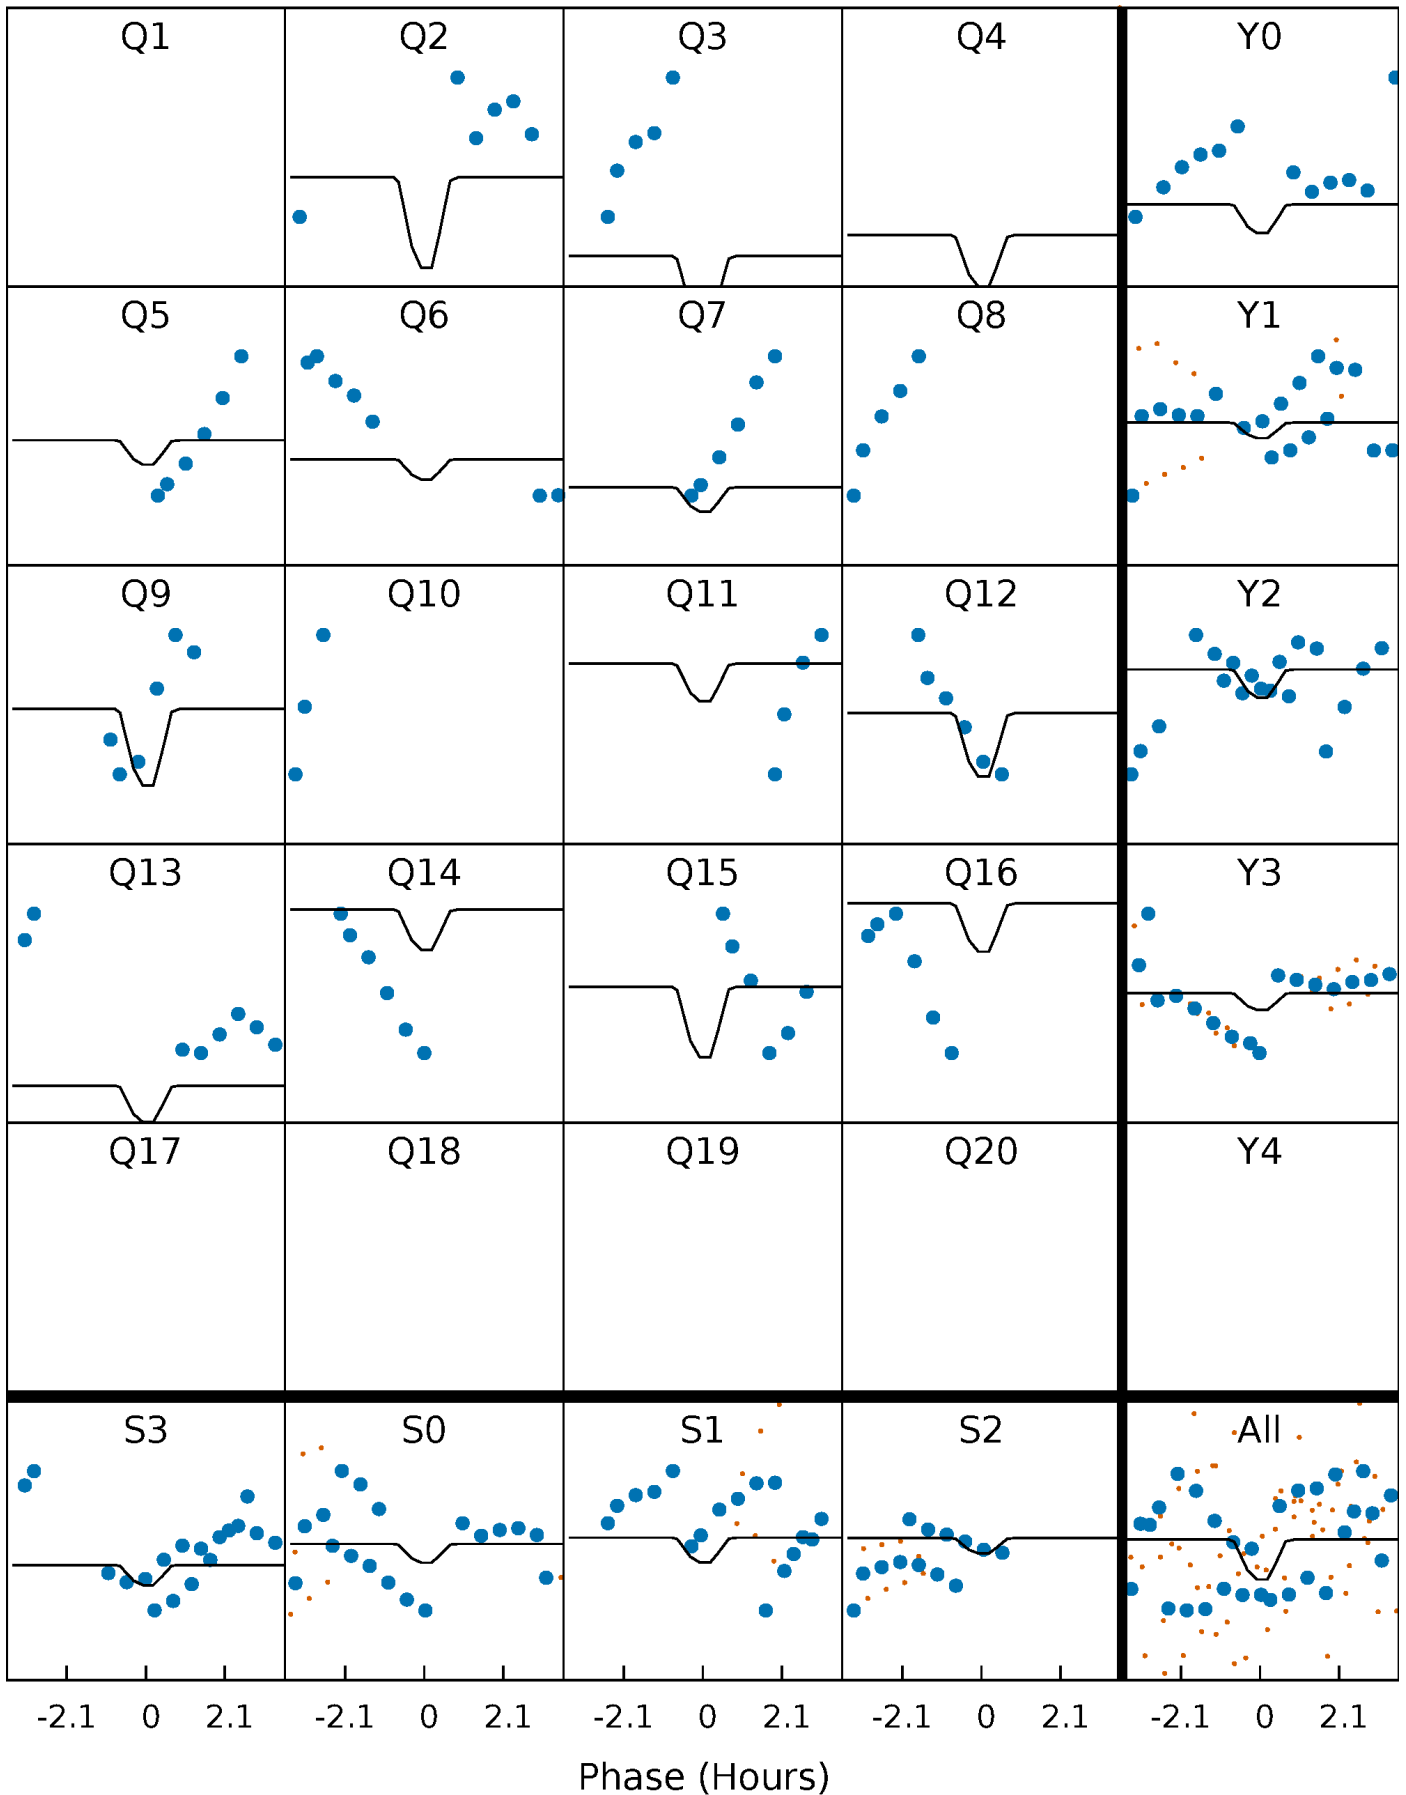 Q1 Q2 Q3 Q4 Y0
Q5 Q6 Q7 Q8 Y1
Q9 Q10 Q11 Q12 Y2
Q13 Q14 Q15 Q16 Y3
Q17 Q18 Q19 Q20 Y4
S3 S0 S1 S2 All
-2.1 0 2.1 -2.1 0 2.1 -2.1 0 2.1 -2.1 0 2.1 -2.1 0 2.1
Phase (Hours)